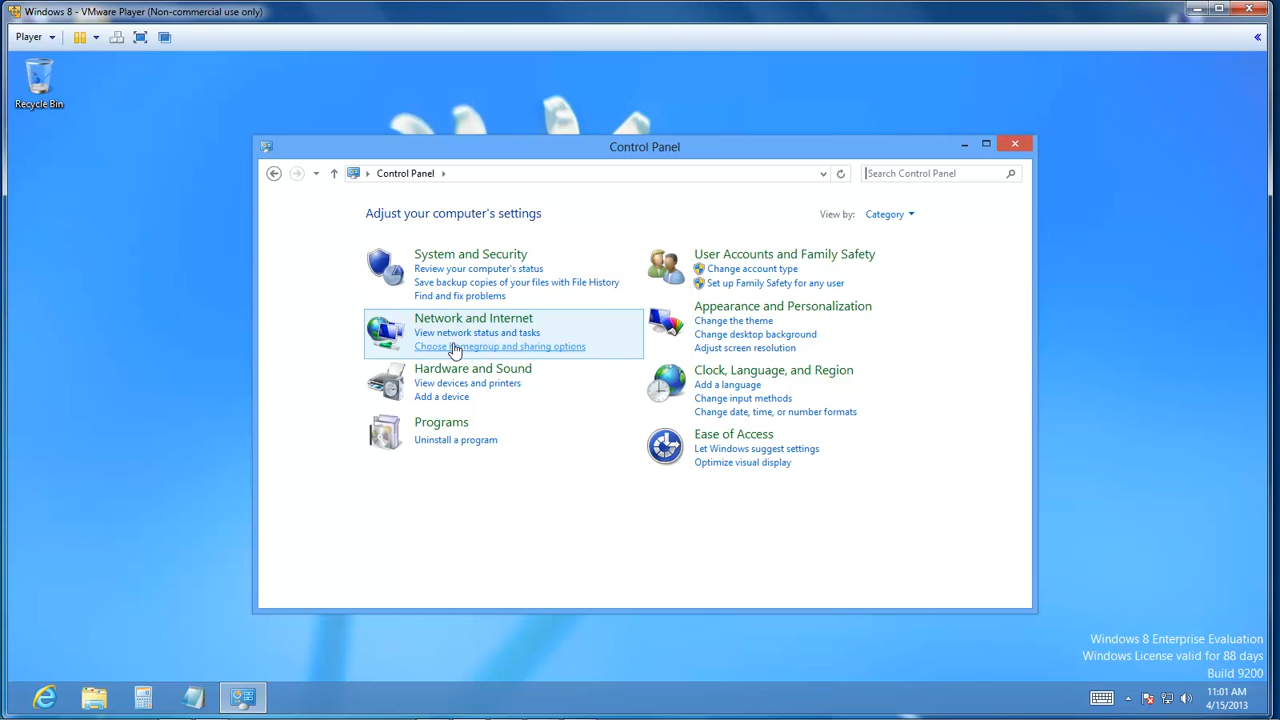 Windows 8 - VMware Player (Non-commercial use only)
Player
Recycle Bin
Control Panel
Control Panel
Search Control Panel
Adjust your computer's settings
View by: Category
System and Security
Review your computer's status
Save backup copies of your files with File History
Find and fix problems
Network and Internet
View network status and tasks
Choose homegroup and sharing options
Hardware and Sound
View devices and printers
Add a device
Programs
Uninstall a program
User Accounts and Family Safety
Change account type
Set up Family Safety for any user
Appearance and Personalization
Change the theme
Change desktop background
Adjust screen resolution
Clock, Language, and Region
Add a language
Change input methods
Change date, time, or number formats
Ease of Access
Let Windows suggest settings
Optimize visual display
Windows 8 Enterprise Evaluation
Windows License valid for 88 days
Build 9200
11:01 AM
4/15/2013